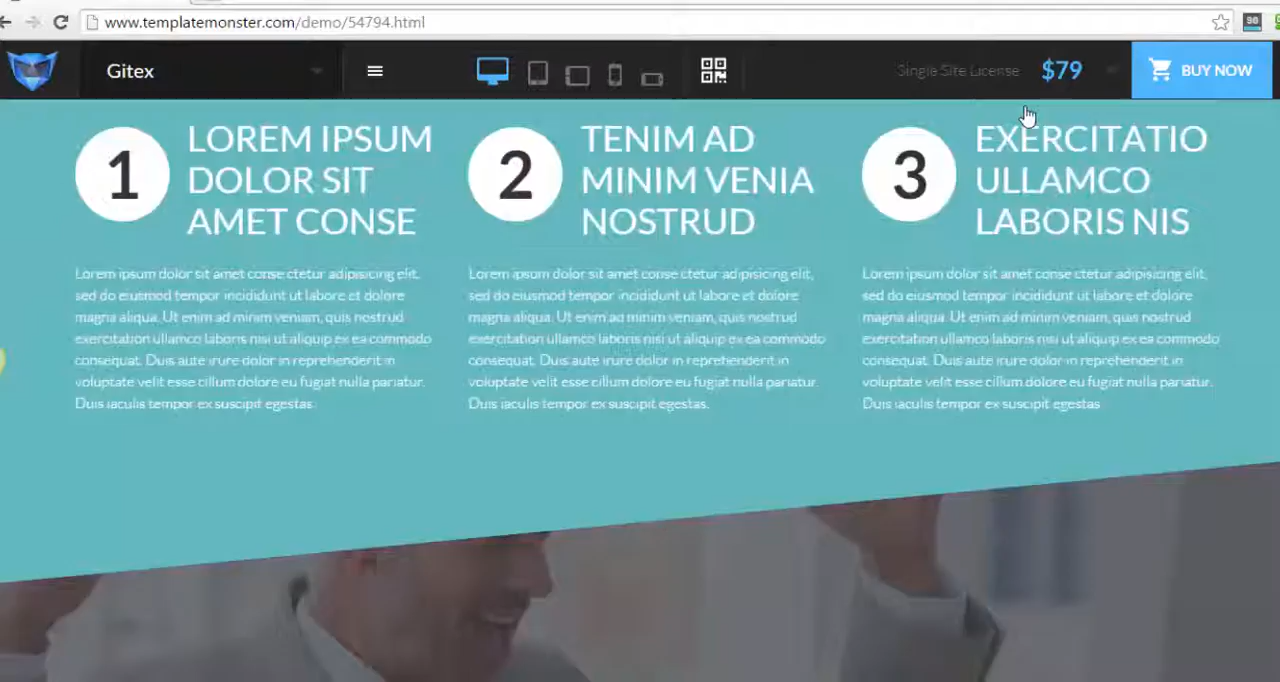 www.templatemonster.com/demo/54794.html
98
Gitex
Single Site License $79
BUY NOW
1
LOREM IPSUM
DOLOR SIT
AMET CONSE
Lorem ipsum dolor sit amet conse ctetur adipisicing elit,
sed do eiusmod tempor incididunt ut labore et dolore
magna aliqua. Ut enim ad minim veniam, quis nostrud
exercitation ullamco laboris nisi ut aliquip ex ea commodo
consequat. Duis aute irure dolor in reprehenderit in
voluptate velit esse cillum dolore eu fugiat nulla pariatur.
Duis iaculis tempor ex suscipit egestas.
2
TENIM AD
MINIM VENIA
NOSTRUD
Lorem ipsum dolor sit amet conse ctetur adipisicing elit,
sed do eiusmod tempor incididunt ut labore et dolore
magna aliqua. Ut enim ad minim veniam, quis nostrud
exercitation ullamco laboris nisi ut aliquip ex ea commodo
consequat. Duis aute irure dolor in reprehenderit in
voluptate velit esse cillum dolore eu fugiat nulla pariatur.
Duis iaculis tempor ex suscipit egestas.
3
EXERCITATIO
ULLAMCO
LABORIS NIS
Lorem ipsum dolor sit amet conse ctetur adipisicing elit,
sed do eiusmod tempor incididunt ut labore et dolore
magna aliqua. Ut enim ad minim veniam, quis nostrud
exercitation ullamco laboris nisi ut aliquip ex ea commodo
consequat. Duis aute irure dolor in reprehenderit in
voluptate velit esse cillum dolore eu fugiat nulla pariatur.
Duis iaculis tempor ex suscipit egestas